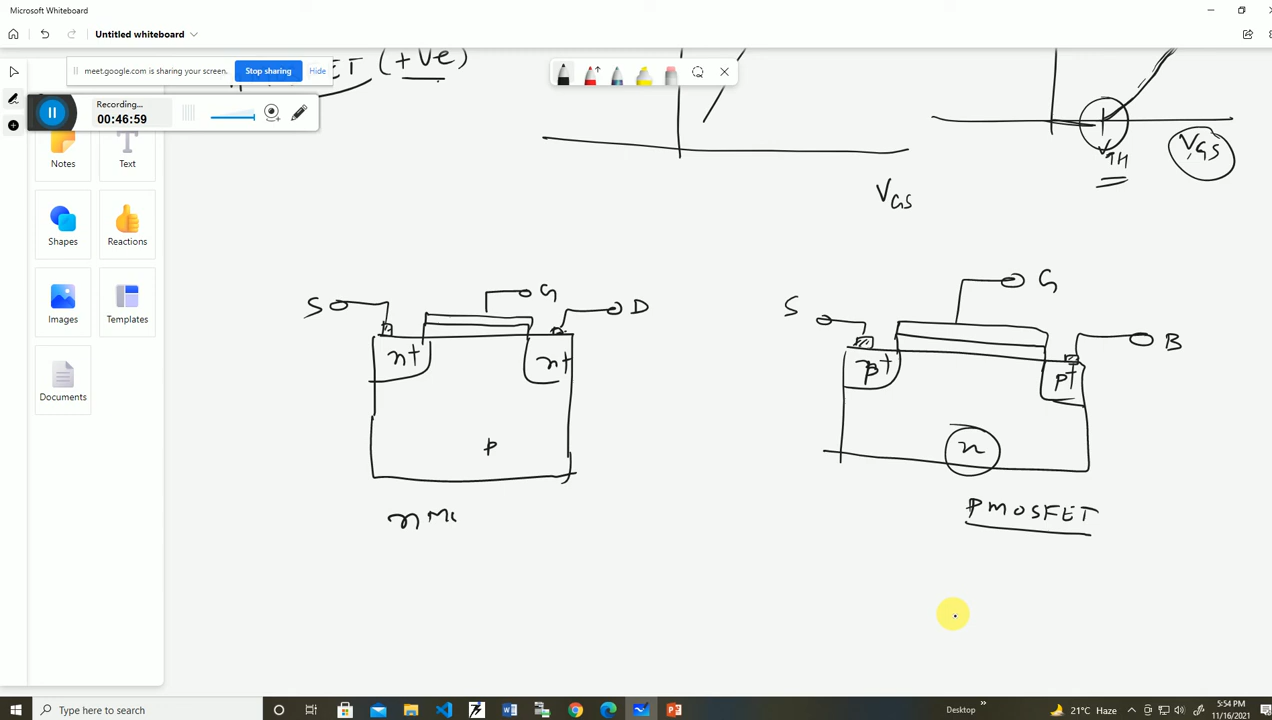 Microsoft Whiteboard
Untitled whiteboard
meet.google.com is sharing your screen.
Stop sharing
Hide
(+ve)
Recording...
00:46:59
Notes
Text
Shapes
Reactions
Images
Templates
Documents
VTH
VGS
VGS
S
G
D
n+
n+
p
S
G
B
p+
p+
n
PMOSFET
Type here to search
Desktop
21°C Haze
5:54 PM
11/16/2021